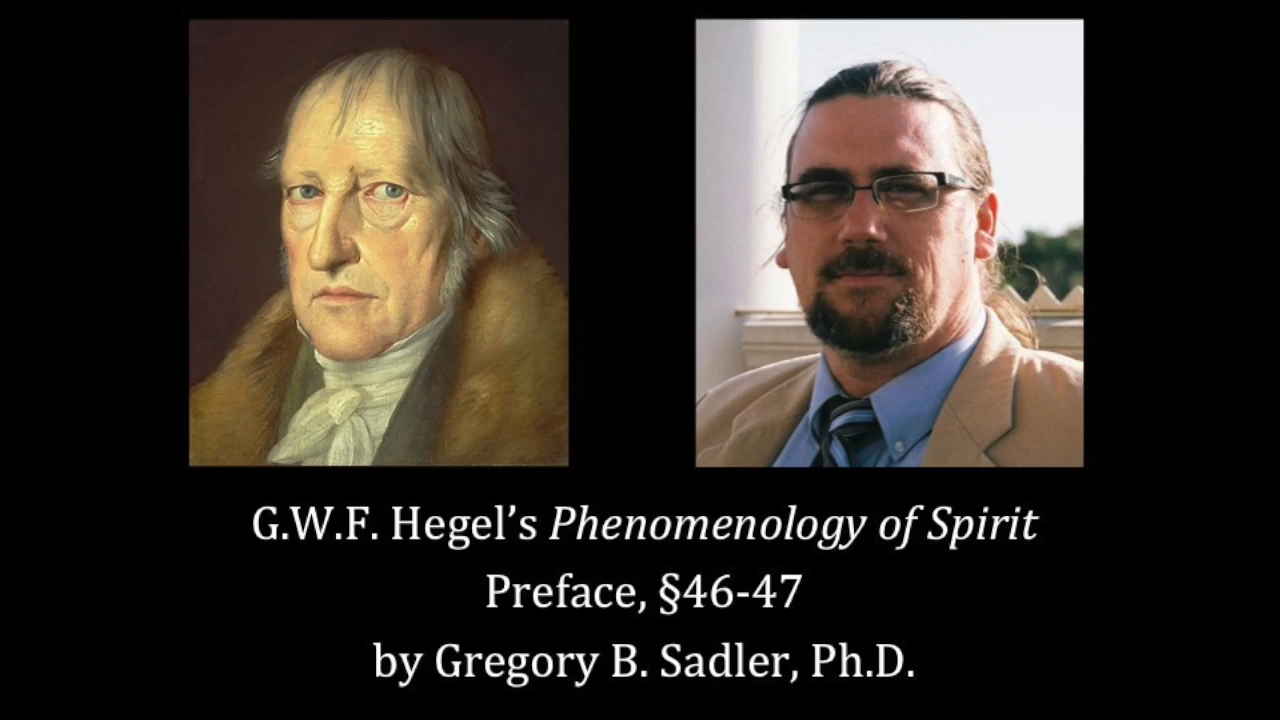 G.W.F. Hegel’s Phenomenology of Spirit
Preface, §46-47
by Gregory B. Sadler, Ph.D.